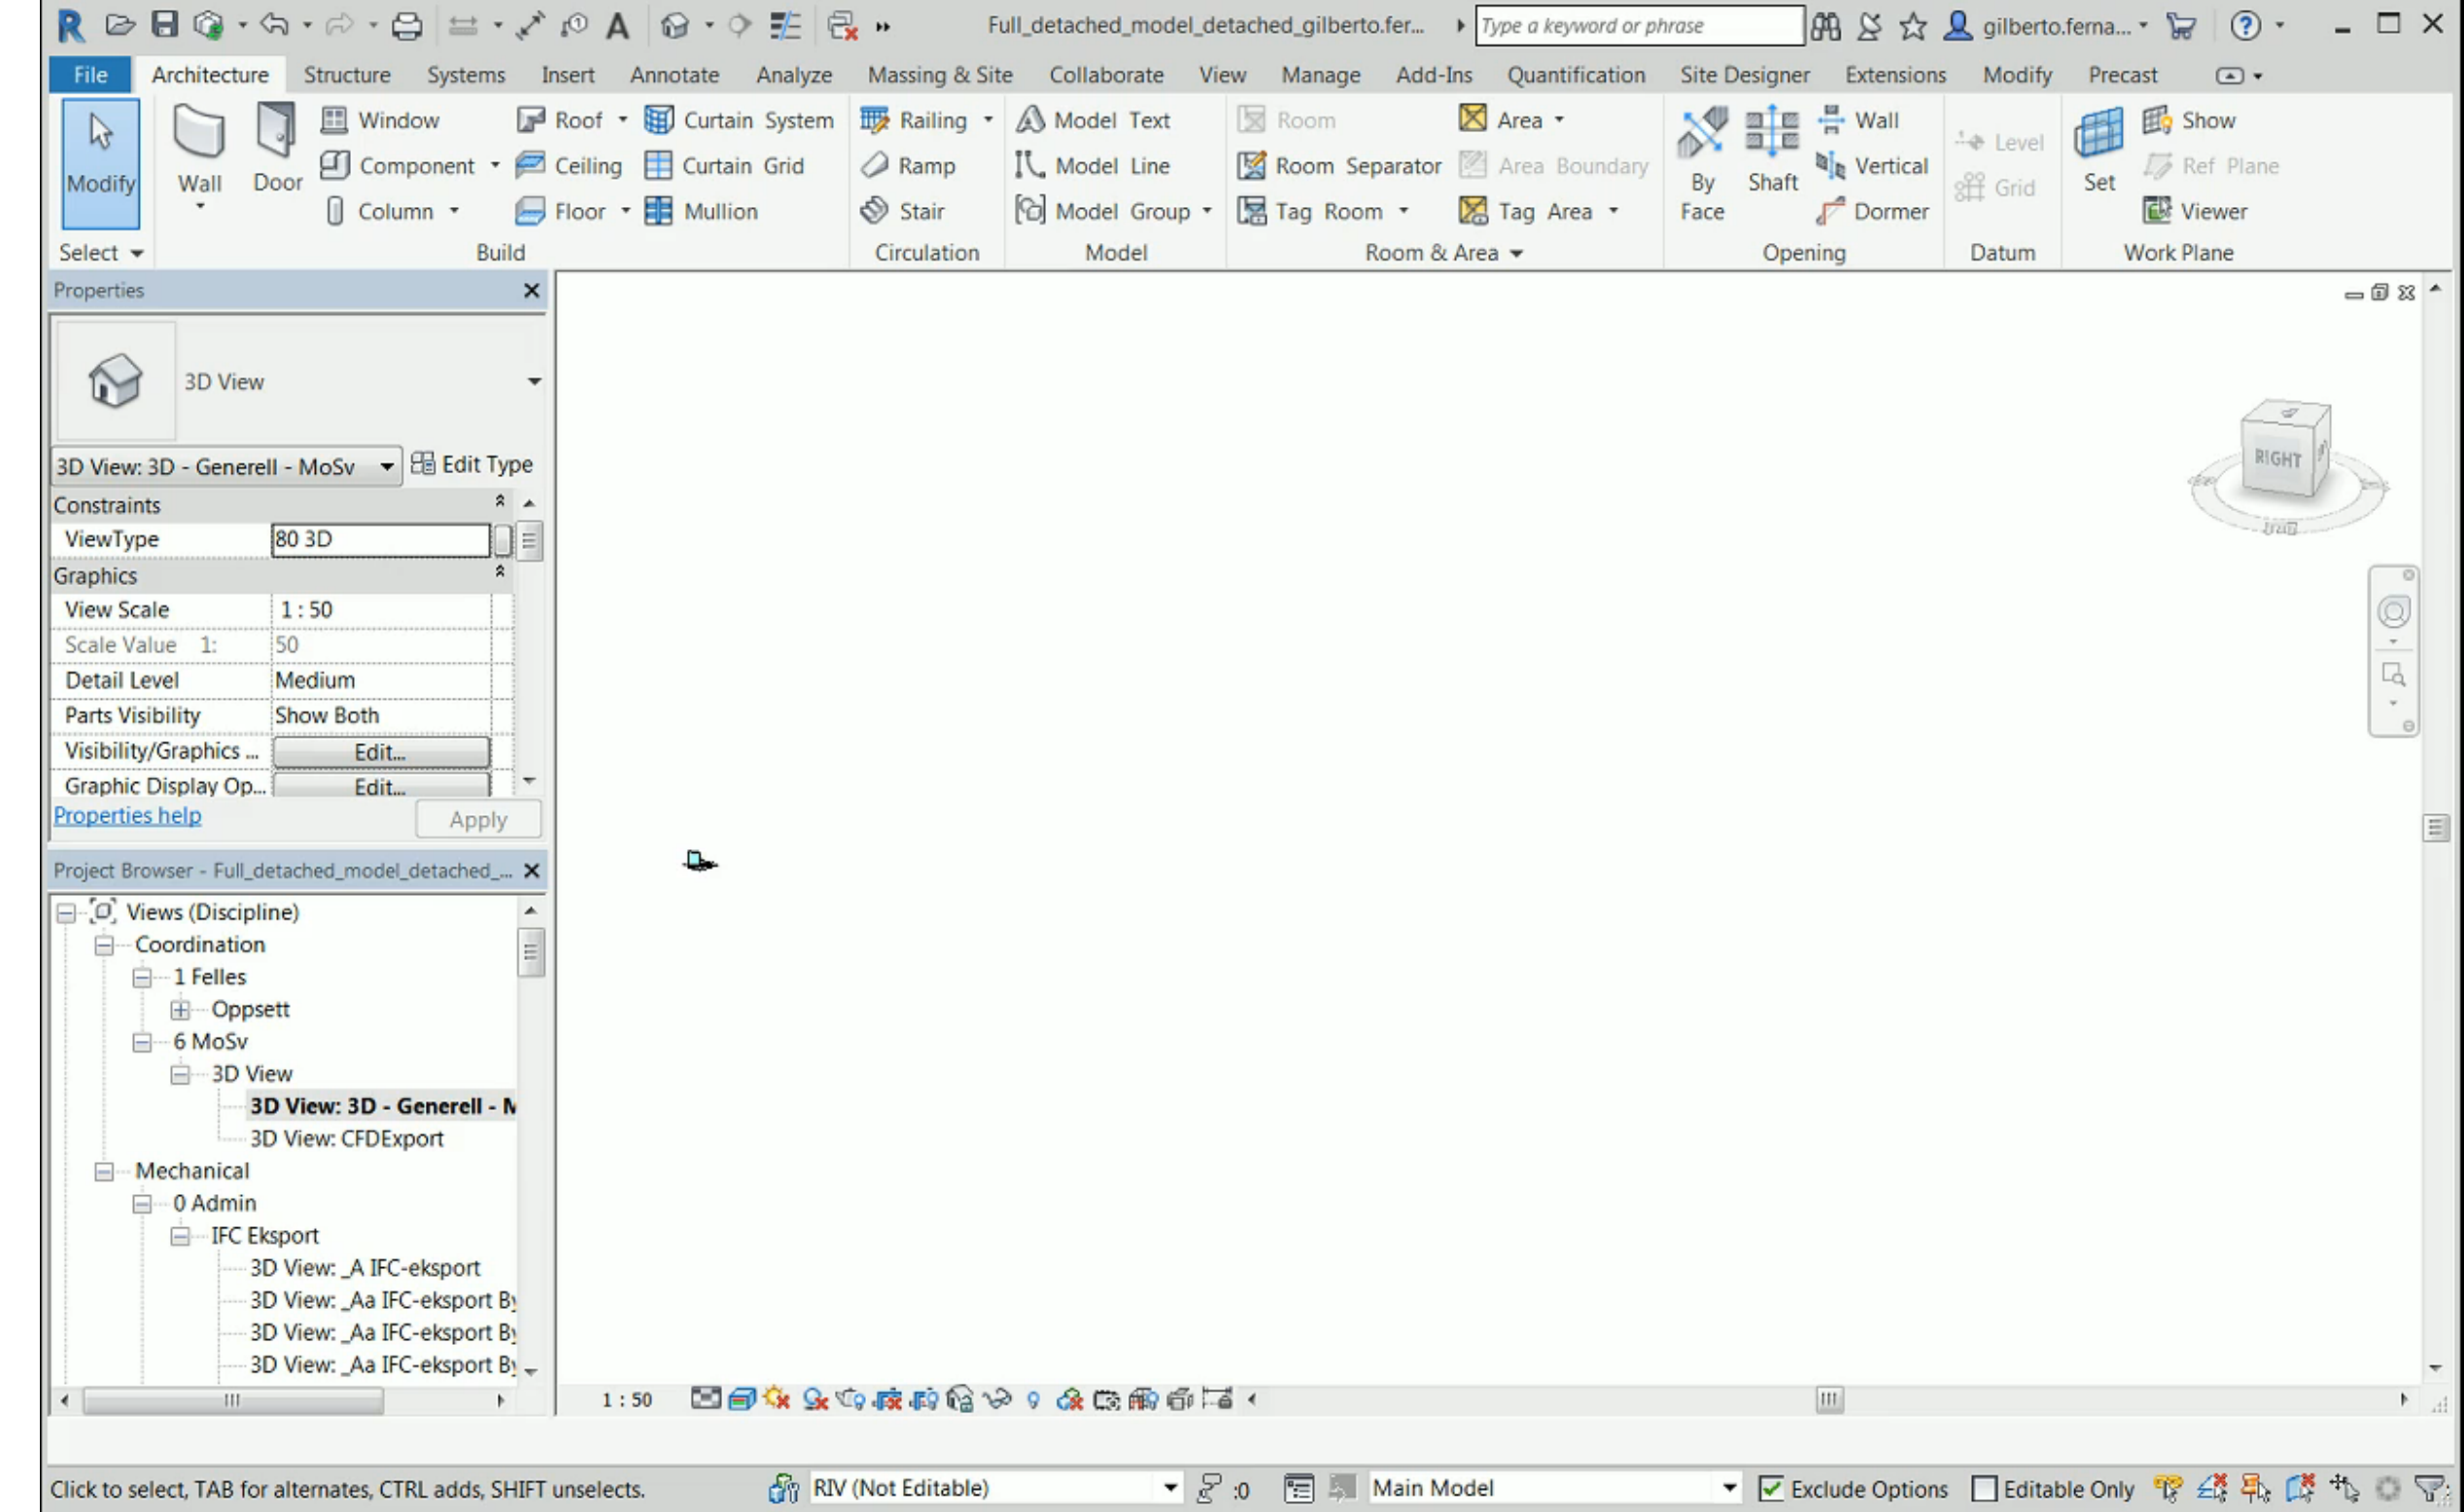 Full_detached_model_detached_gilberto.fer...
Type a keyword or phrase
gilberto.ferna...
File Architecture Structure Systems Insert Annotate Analyze Massing & Site Collaborate View Manage Add-Ins Quantification Site Designer Extensions Modify Precast
Modify
Select
Wall
Door
Window
Component
Column
Roof
Ceiling
Floor
Curtain System
Curtain Grid
Mullion
Build
Railing
Ramp
Stair
Circulation
Model Text
Model Line
Model Group
Model
Room
Room Separator
Tag Room
Area
Area Boundary
Tag Area
Room & Area
By
Face
Shaft
Wall
Vertical
Dormer
Opening
Level
Grid
Datum
Set
Show
Ref Plane
Viewer
Work Plane
Properties
3D View
3D View: 3D - Generell - MoSv
Edit Type
Constraints
ViewType 80 3D
Graphics
View Scale 1 : 50
Scale Value 1: 50
Detail Level Medium
Parts Visibility Show Both
Visibility/Graphics ... Edit...
Graphic Display Op... Edit...
Properties help
Apply
RIGHT
Project Browser - Full_detached_model_detached_...
Views (Discipline)
Coordination
1 Felles
Oppsett
6 MoSv
3D View
3D View: 3D - Generell - M
3D View: CFDExport
Mechanical
0 Admin
IFC Eksport
3D View: _A IFC-eksport
3D View: _Aa IFC-eksport By
3D View: _Aa IFC-eksport By
3D View: _Aa IFC-eksport By
1 : 50
Click to select, TAB for alternates, CTRL adds, SHIFT unselects.
RIV (Not Editable)
:0
Main Model
Exclude Options
Editable Only